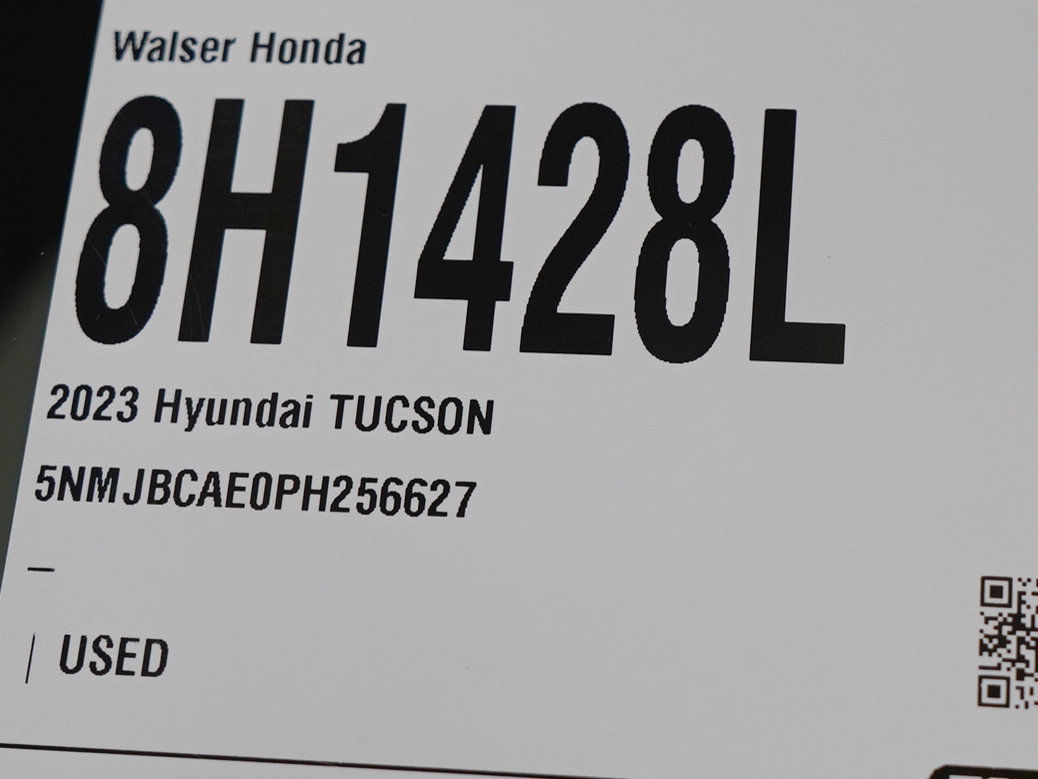 Walser Honda
8H1428L
2023 Hyundai TUCSON
5NMJBCAE0PH256627
–
| USED